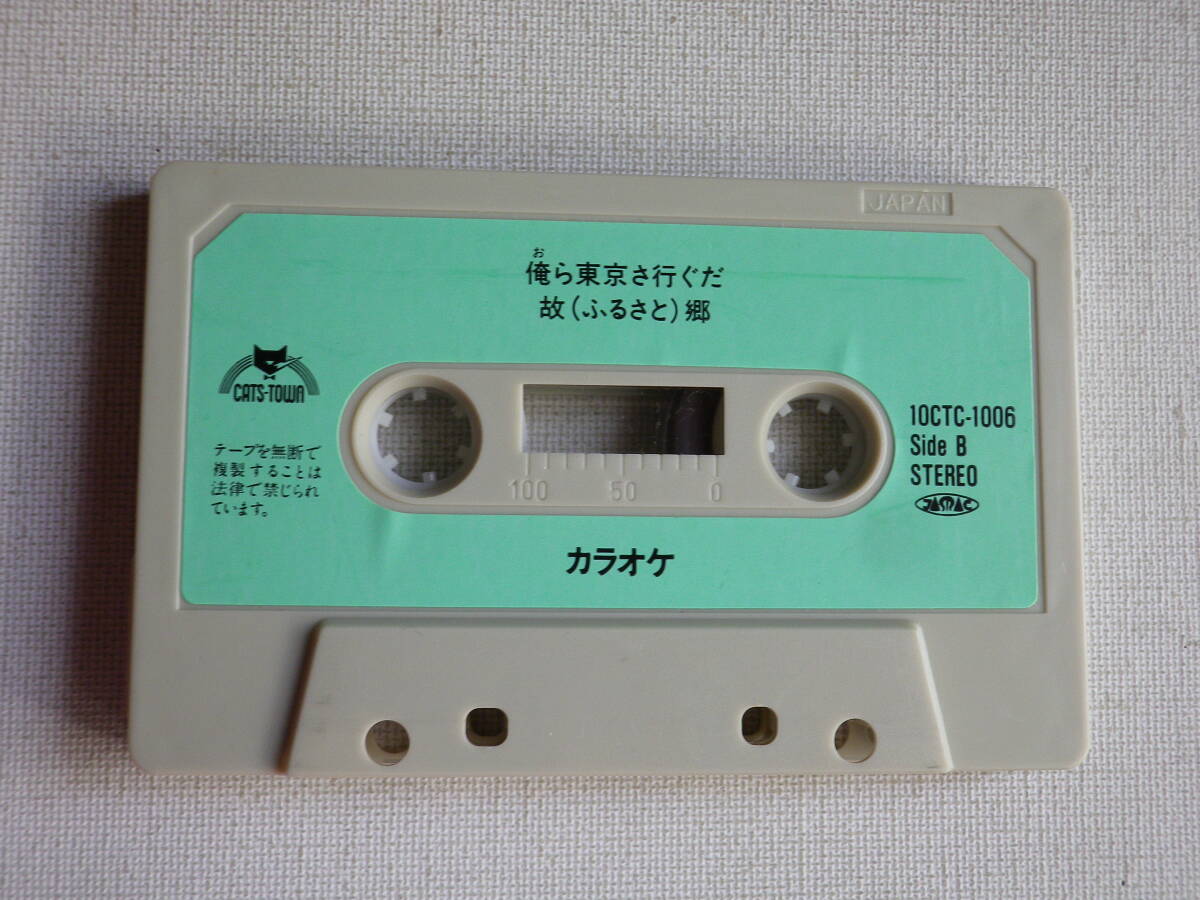 JAPAN
お
俺ら東京さ行ぐだ
故(ふるさと)郷
CATS-TOWN
テープを無断で
複製することは
法律で禁じられ
ています。
100 50 0
10CTC-1006
Side B
STEREO
JASRAC
カラオケ